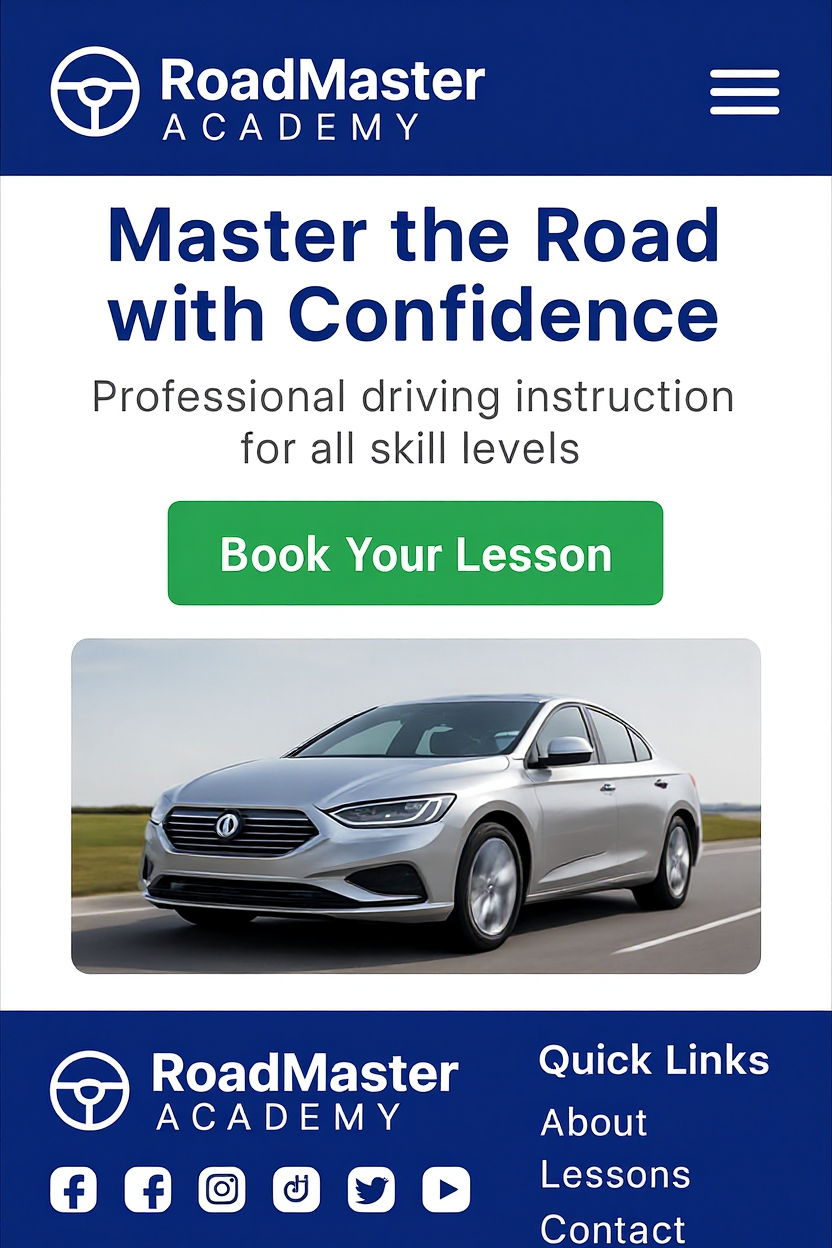 RoadMaster
ACADEMY
Master the Road
with Confidence
Professional driving instruction
for all skill levels
Book Your Lesson
RoadMaster
ACADEMY
Quick Links
About
Lessons
Contact